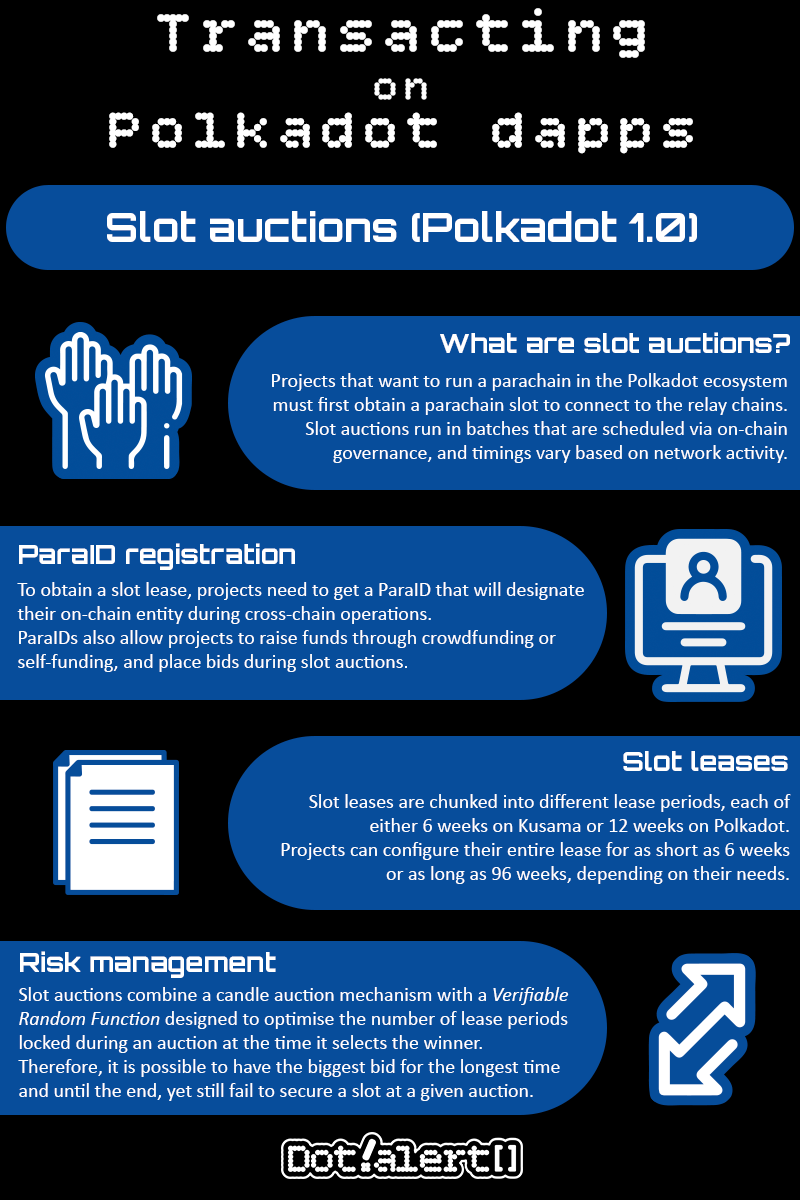 Transacting
on
Polkadot dapps
Slot auctions (Polkadot 1.0)
What are slot auctions?
Projects that want to run a parachain in the Polkadot ecosystem
must first obtain a parachain slot to connect to the relay chains.
Slot auctions run in batches that are scheduled via on-chain
governance, and timings vary based on network activity.
ParaID registration
To obtain a slot lease, projects need to get a ParaID that will designate
their on-chain entity during cross-chain operations.
ParaIDs also allow projects to raise funds through crowdfunding or
self-funding, and place bids during slot auctions.
Slot leases
Slot leases are chunked into different lease periods, each of
either 6 weeks on Kusama or 12 weeks on Polkadot.
Projects can configure their entire lease for as short as 6 weeks
or as long as 96 weeks, depending on their needs.
Risk management
Slot auctions combine a candle auction mechanism with a Verifiable
Random Function designed to optimise the number of lease periods
locked during an auction at the time it selects the winner.
Therefore, it is possible to have the biggest bid for the longest time
and until the end, yet still fail to secure a slot at a given auction.
Dot!alert[]